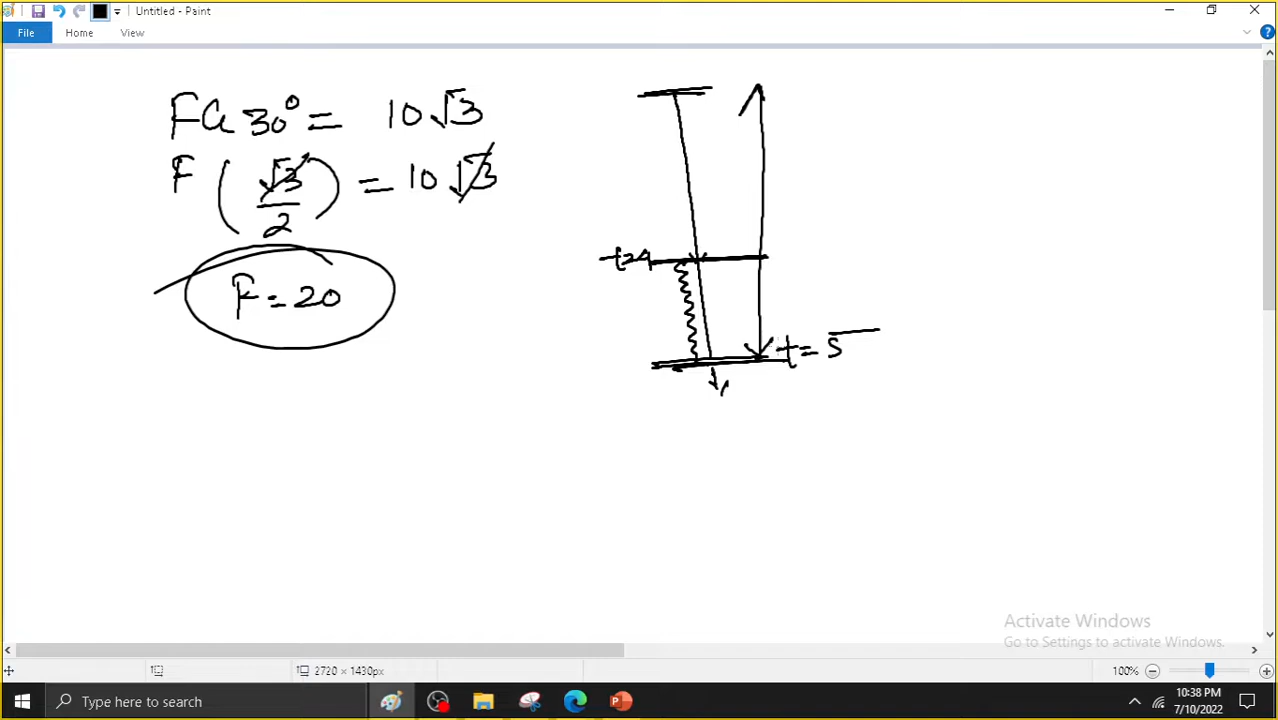 Untitled - Paint
File Home View
F 30° = 10√3
F (√3/2) = 10√3
F = 20
t = 5
Activate Windows
Go to Settings to activate Windows.
2720 × 1430px
100%
Type here to search
10:38 PM
7/10/2022